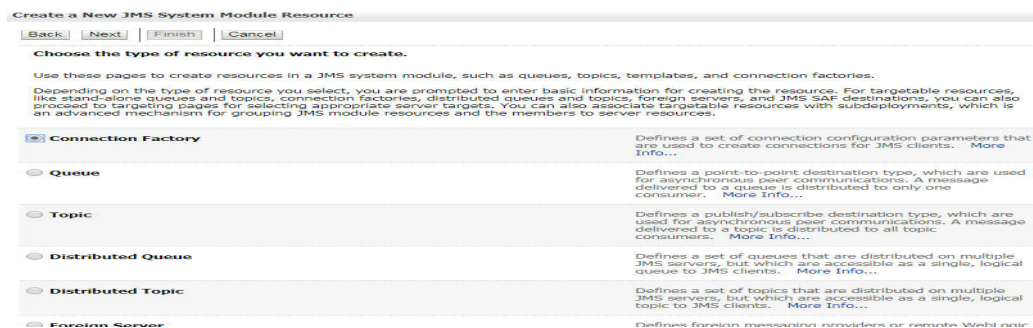 Create a New JMS System Module Resource
Back Next Finish Cancel
Choose the type of resource you want to create.
Use these pages to create resources in a JMS system module, such as queues, topics, templates, and connection factories.
Depending on the type of resource you select, you are prompted to enter basic information for creating the resource. For targetable resources,
like stand-alone queues and topics, connection factories, distributed queues and topics, foreign servers, and JMS SAF destinations, you can also
proceed to targeting pages for selecting appropriate server targets. You can also associate targetable resources with subdeployments, which is
an advanced mechanism for grouping JMS module resources and the members to server resources.
Connection Factory
Defines a set of connection configuration parameters that
are used to create connections for JMS clients. More
Info...
Queue
Defines a point-to-point destination type, which are used
for asynchronous peer communications. A message
delivered to a queue is distributed to only one
consumer. More Info...
Topic
Defines a publish/subscribe destination type, which are
used for asynchronous peer communications. A message
delivered to a topic is distributed to all topic
consumers. More Info...
Distributed Queue
Defines a set of queues that are distributed on multiple
JMS servers, but which are accessible as a single, logical
queue to JMS clients. More Info...
Distributed Topic
Defines a set of topics that are distributed on multiple
JMS servers, but which are accessible as a single, logical
topic to JMS clients. More Info...
Foreign Server
Defines foreign messaging providers or remote WebLogic